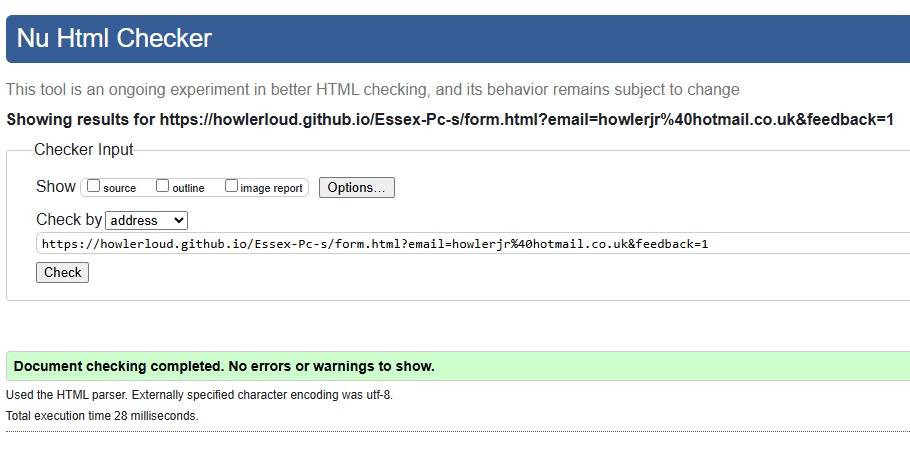 Nu Html Checker
This tool is an ongoing experiment in better HTML checking, and its behavior remains subject to change
Showing results for https://howlerloud.github.io/Essex-Pc-s/form.html?email=howlerjr%40hotmail.co.uk&feedback=1
Checker Input
Show source outline image report Options...
Check by address
https://howlerloud.github.io/Essex-Pc-s/form.html?email=howlerjr%40hotmail.co.uk&feedback=1
Check
Document checking completed. No errors or warnings to show.
Used the HTML parser. Externally specified character encoding was utf-8.
Total execution time 28 milliseconds.